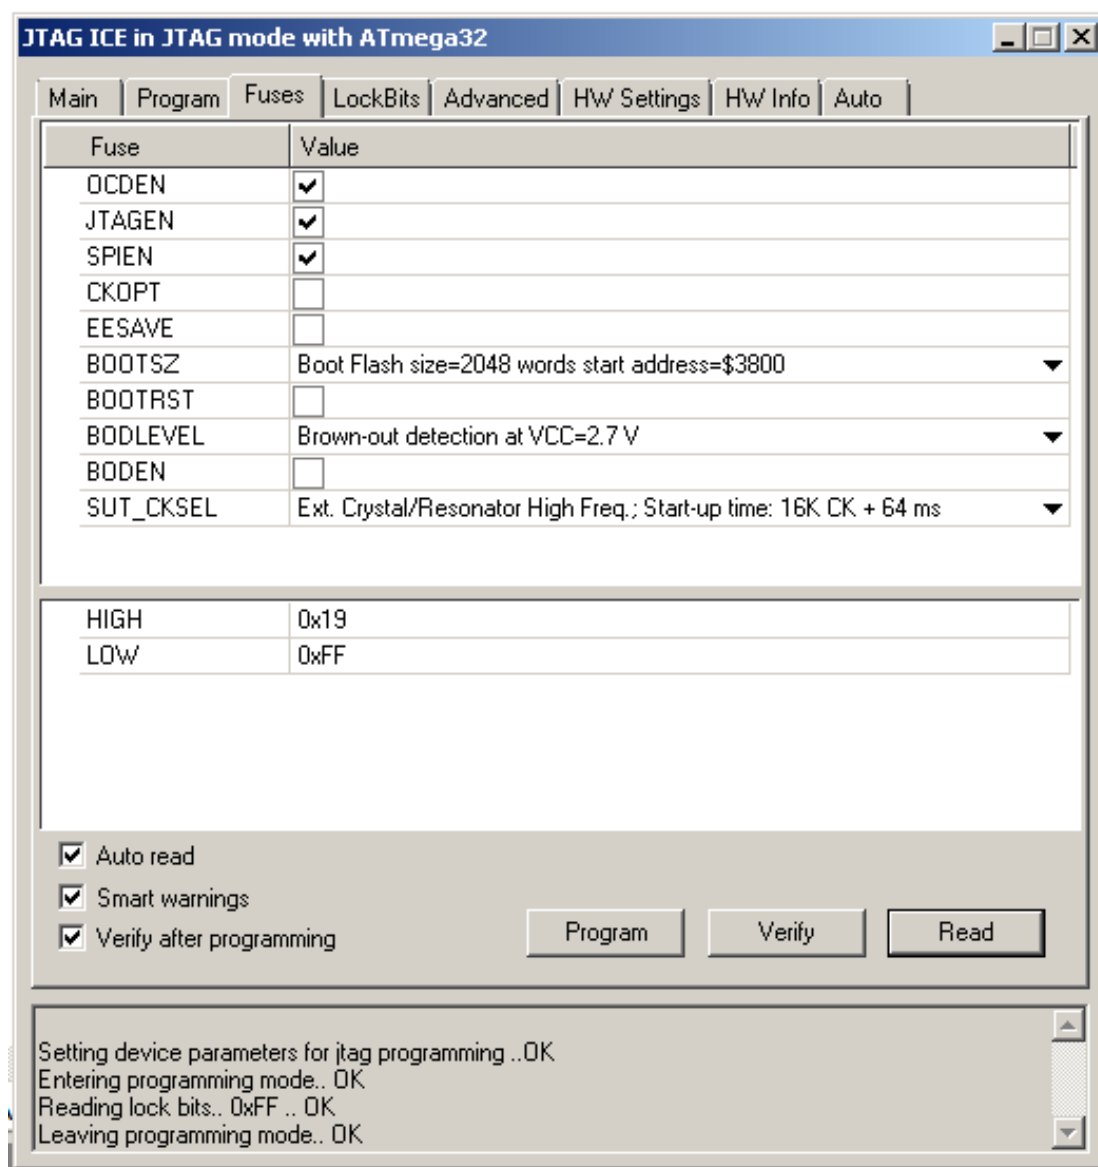 JTAG ICE in JTAG mode with ATmega32
Main Program Fuses LockBits Advanced HW Settings HW Info Auto
Fuse Value
OCDEN
JTAGEN
SPIEN
CKOPT
EESAVE
BOOTSZ Boot Flash size=2048 words start address=$3800
BOOTRST
BODLEVEL Brown-out detection at VCC=2.7 V
BODEN
SUT_CKSEL Ext. Crystal/Resonator High Freq.; Start-up time: 16K CK + 64 ms
HIGH 0x19
LOW 0xFF
Auto read
Smart warnings
Verify after programming
Program Verify Read
Setting device parameters for jtag programming ..OK
Entering programming mode.. OK
Reading lock bits.. 0xFF .. OK
Leaving programming mode.. OK